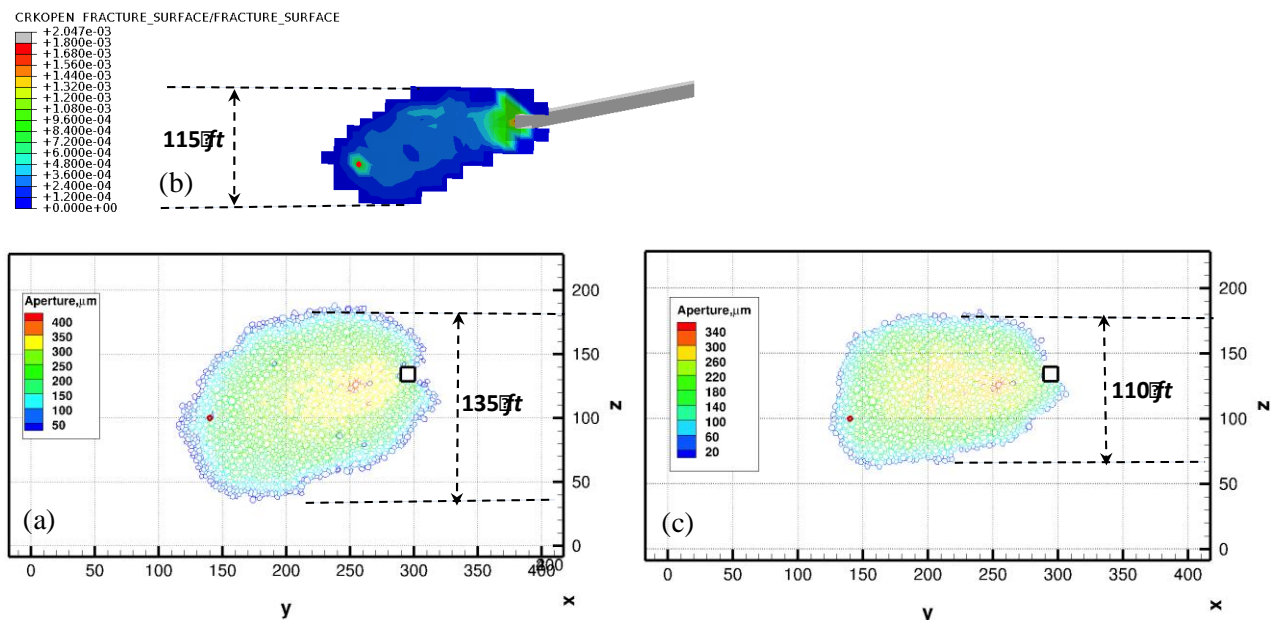 CRKOPEN FRACTURE_SURFACE/FRACTURE_SURFACE
+2.047e-03
+1.800e-03
+1.680e-03
+1.560e-03
+1.440e-03
+1.320e-03
+1.200e-03
+1.080e-03
+9.600e-04
+8.400e-04
+7.200e-04
+6.000e-04
+4.800e-04
+3.600e-04
+2.400e-04
+1.200e-04
+0.000e+00
115 ft
(b)
Aperture,μm
400
350
300
250
200
150
100
50
135 ft
(a)
200
150
100
50
0
z
0 50 100 150 200 250 300 350 400
y
x
Aperture,μm
340
300
260
220
180
140
100
60
20
110 ft
(c)
200
150
100
50
0
z
0 50 100 150 200 250 300 350 400
y
x